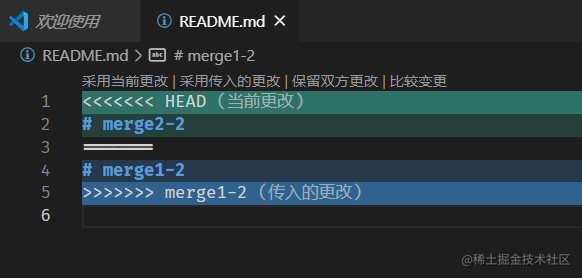 欢迎使用
README.md
README.md > # merge1-2
采用当前更改 | 采用传入的更改 | 保留双方更改 | 比较变更
1 <<<<<<< HEAD (当前更改)
2 # merge2-2
3 =======
4 # merge1-2
5 >>>>>>> merge1-2 (传入的更改)
6
@稀土掘金技术社区